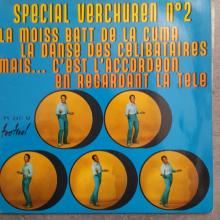 SPECIAL VERCHUREN N°2
LA MOISS BATT DE LA CUMA
LA DANSE DES CELIBATAIRES
MAIS... C'EST L'ACCORDEON
EN REGARDANT LA TELE
festival